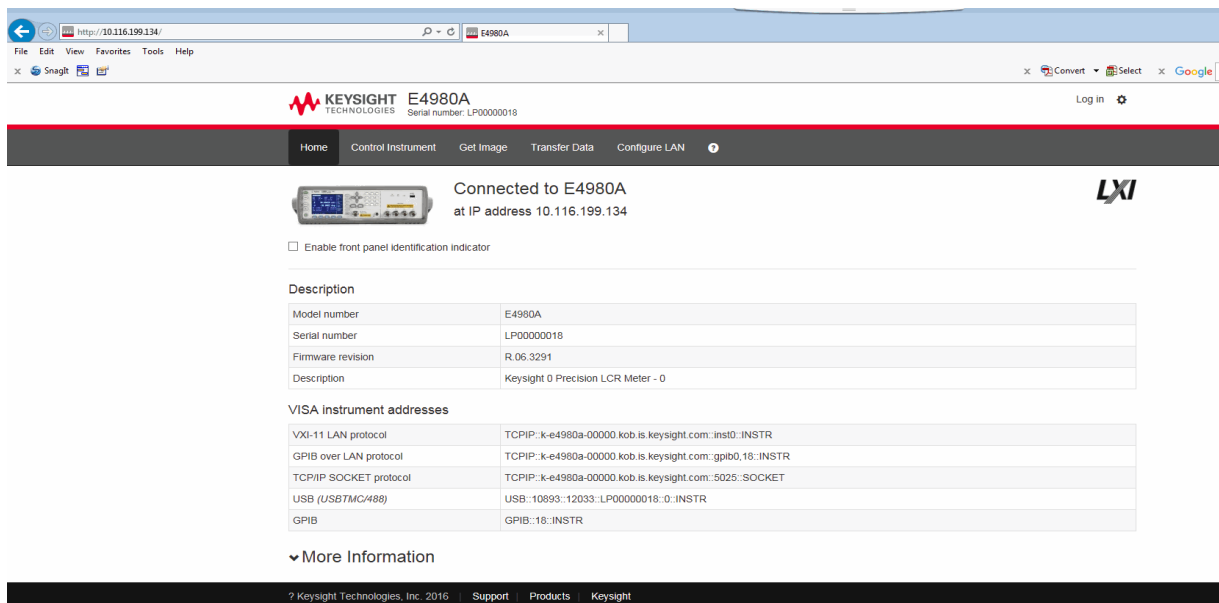 http://10.116.199.134/
E4980A
File Edit View Favorites Tools Help
SnagIt
Convert Select Google
KEYSIGHT TECHNOLOGIES
E4980A
Serial number: LP00000018
Log in
Home Control Instrument Get Image Transfer Data Configure LAN ?
Connected to E4980A
LXI
at IP address 10.116.199.134
Enable front panel identification indicator
Description
Model number E4980A
Serial number LP00000018
Firmware revision R.06.3291
Description Keysight 0 Precision LCR Meter - 0
VISA instrument addresses
VXI-11 LAN protocol TCPIP::k-e4980a-00000.kob.is.keysight.com::inst0::INSTR
GPIB over LAN protocol TCPIP::k-e4980a-00000.kob.is.keysight.com::gpib0,18::INSTR
TCP/IP SOCKET protocol TCPIP::k-e4980a-00000.kob.is.keysight.com::5025::SOCKET
USB (USBTMC/488) USB::10893::12033::LP00000018::0::INSTR
GPIB GPIB::18::INSTR
More Information
? Keysight Technologies, Inc. 2016 | Support | Products | Keysight